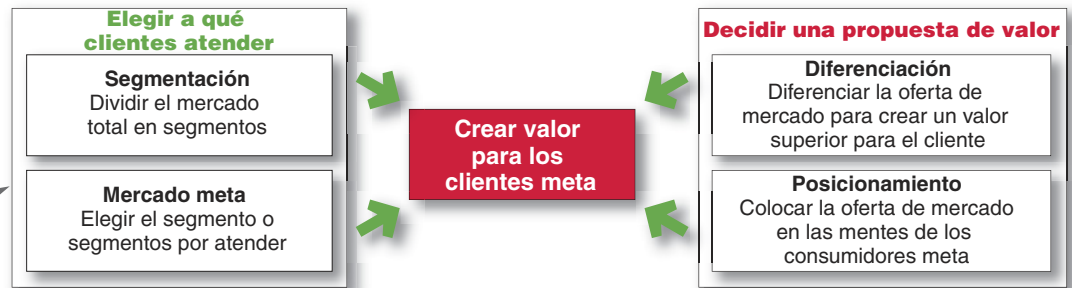 Elegir a qué
clientes atender
Segmentación
Dividir el mercado
total en segmentos
Mercado meta
Elegir el segmento o
segmentos por atender
Crear valor
para los
clientes meta
Decidir una propuesta de valor
Diferenciación
Diferenciar la oferta de
mercado para crear un valor
superior para el cliente
Posicionamiento
Colocar la oferta de mercado
en las mentes de los
consumidores meta